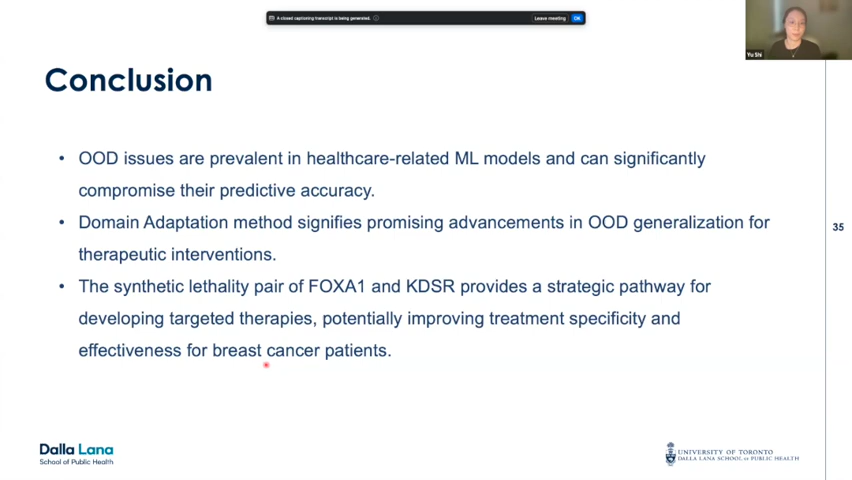 A closed captioning transcript is being generated.
Leave meeting
OK
Yu Shi
Conclusion
• OOD issues are prevalent in healthcare-related ML models and can significantly
compromise their predictive accuracy.
• Domain Adaptation method signifies promising advancements in OOD generalization for
therapeutic interventions.
35
• The synthetic lethality pair of FOXA1 and KDSR provides a strategic pathway for
developing targeted therapies, potentially improving treatment specificity and
effectiveness for breast cancer patients.
Dalla Lana
School of Public Health
UNIVERSITY OF TORONTO
DALLA LANA SCHOOL OF PUBLIC HEALTH